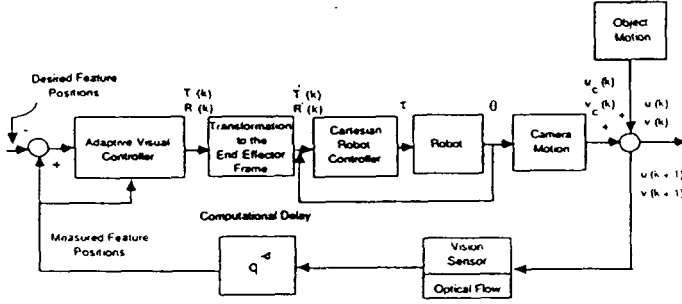 Object
Motion
Desired Feature
Positions
T (k)
R (k)
T' (k)
R' (k)
τ
θ
u_c (k)
v_c (k)
u (k)
v (k)
-
+
+
+
Adaptive Visual
Controller
Transformation
to the
End Effector
Frame
Cartesian
Robot
Controller
Robot
Camera
Motion
u (k+1)
v (k+1)
Computational Delay
Measured Feature
Positions
q^-d
Vision
Sensor
Optical Flow